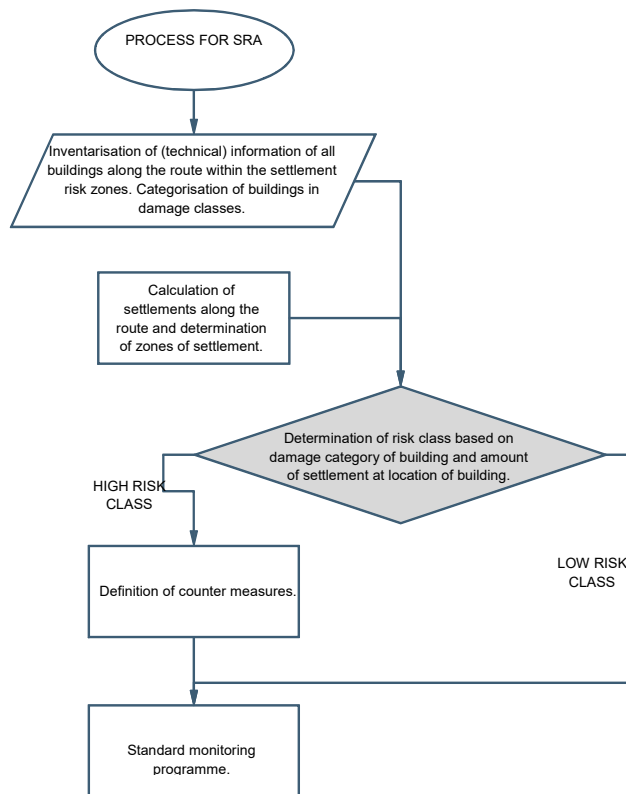 PROCESS FOR SRA
Inventarisation of (technical) information of all
buildings along the route within the settlement
risk zones. Categorisation of buildings in
damage classes.
Calculation of
settlements along the
route and determination
of zones of settlement.
Determination of risk class based on
damage category of building and amount
of settlement at location of building.
HIGH RISK
CLASS
LOW RISK
CLASS
Definition of counter measures.
Standard monitoring
programme.